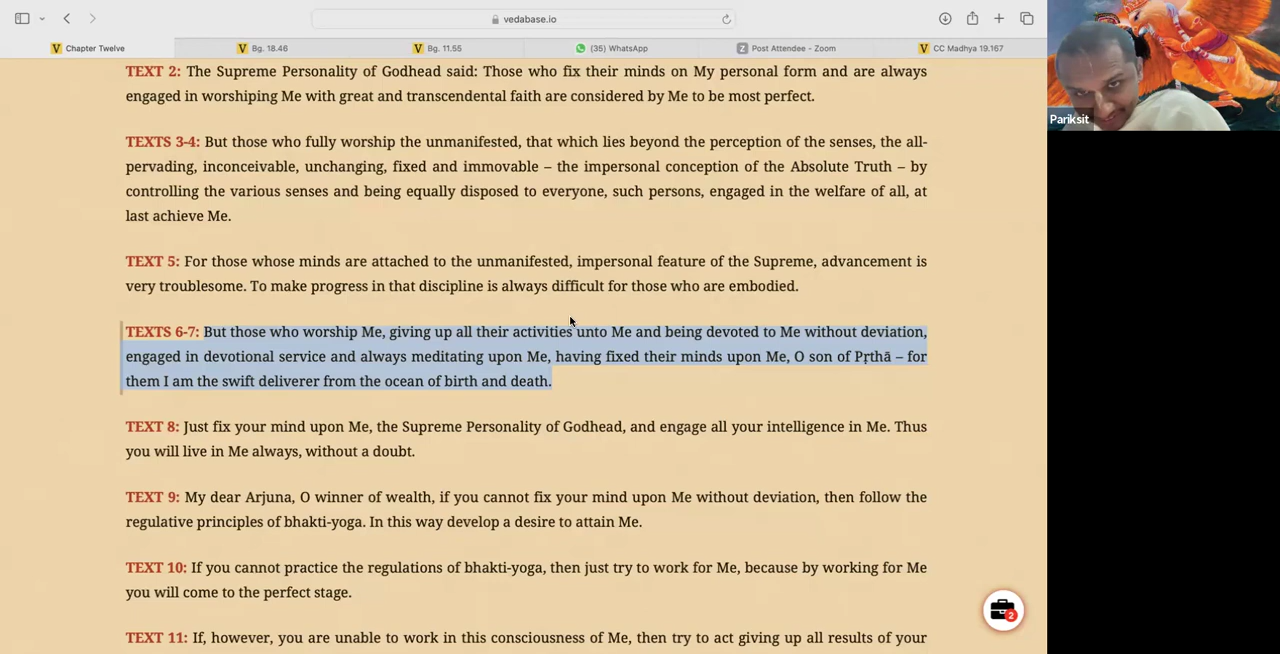 vedabase.io
Chapter Twelve
Bg. 18.46
Bg. 11.55
(35) WhatsApp
Post Attendee - Zoom
CC Madhya 19.167
TEXT 2: The Supreme Personality of Godhead said: Those who fix their minds on My personal form and are always
engaged in worshiping Me with great and transcendental faith are considered by Me to be most perfect.
TEXTS 3-4: But those who fully worship the unmanifested, that which lies beyond the perception of the senses, the all-
pervading, inconceivable, unchanging, fixed and immovable – the impersonal conception of the Absolute Truth – by
controlling the various senses and being equally disposed to everyone, such persons, engaged in the welfare of all, at
last achieve Me.
TEXT 5: For those whose minds are attached to the unmanifested, impersonal feature of the Supreme, advancement is
very troublesome. To make progress in that discipline is always difficult for those who are embodied.
TEXTS 6-7: But those who worship Me, giving up all their activities unto Me and being devoted to Me without deviation,
engaged in devotional service and always meditating upon Me, having fixed their minds upon Me, O son of Pṛthā – for
them I am the swift deliverer from the ocean of birth and death.
TEXT 8: Just fix your mind upon Me, the Supreme Personality of Godhead, and engage all your intelligence in Me. Thus
you will live in Me always, without a doubt.
TEXT 9: My dear Arjuna, O winner of wealth, if you cannot fix your mind upon Me without deviation, then follow the
regulative principles of bhakti-yoga. In this way develop a desire to attain Me.
TEXT 10: If you cannot practice the regulations of bhakti-yoga, then just try to work for Me, because by working for Me
you will come to the perfect stage.
TEXT 11: If, however, you are unable to work in this consciousness of Me, then try to act giving up all results of your
2
Pariksit